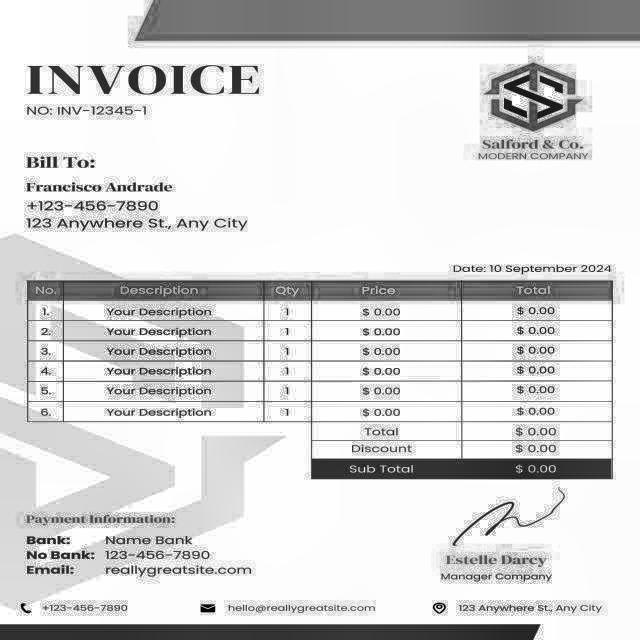 INVOICE
NO: INV-12345-1
Salford & Co.
MODERN COMPANY
Bill To:
Francisco Andrade
+123-456-7890
123 Anywhere St., Any City
Date: 10 September 2024
No. Description Qty Price Total
1. Your Description 1 $ 0.00 $ 0.00
2. Your Description 1 $ 0.00 $ 0.00
3. Your Description 1 $ 0.00 $ 0.00
4. Your Description 1 $ 0.00 $ 0.00
5. Your Description 1 $ 0.00 $ 0.00
6. Your Description 1 $ 0.00 $ 0.00
Total $ 0.00
Discount $ 0.00
Sub Total $ 0.00
Payment Information:
Bank: Name Bank
No Bank: 123-456-7890
Email: reallygreatsite.com
Estelle Darcy
Manager Company
+123-456-7890 hello@reallygreatsite.com 123 Anywhere St., Any City